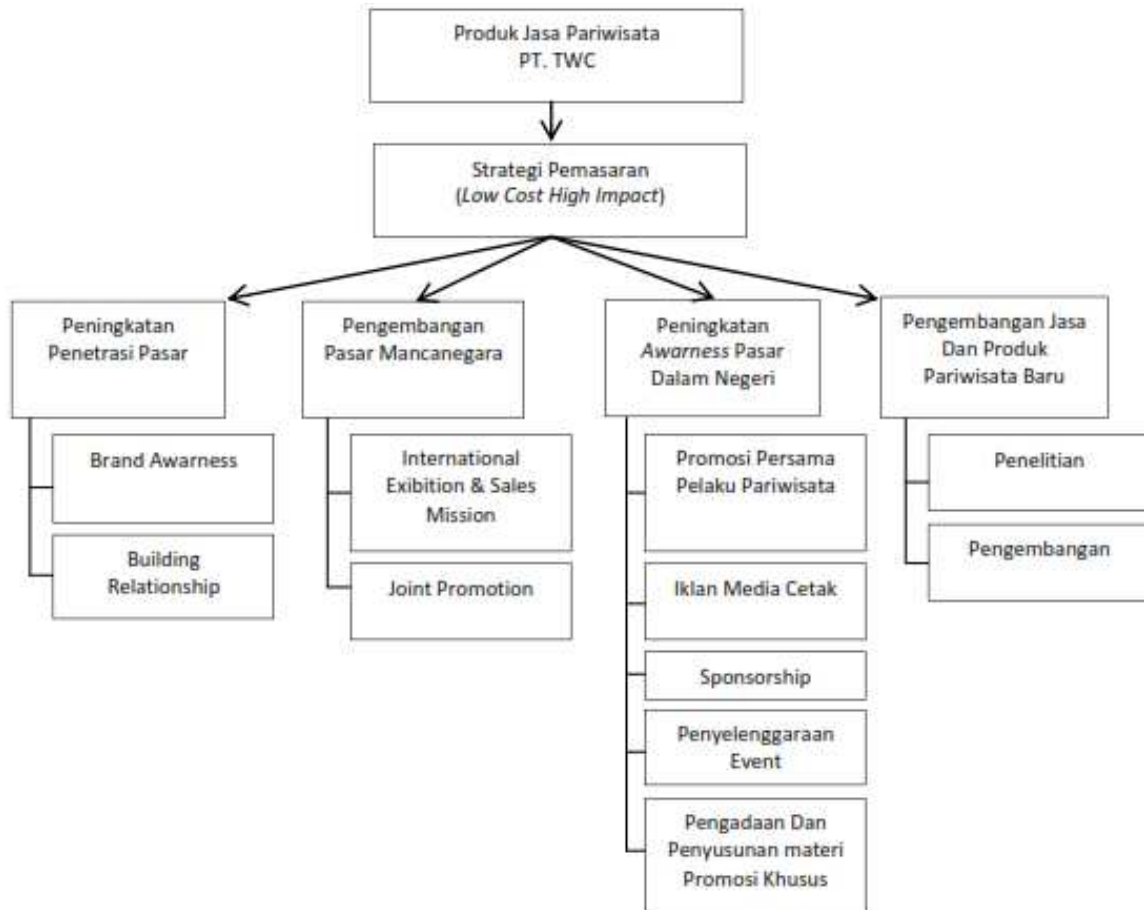 Produk Jasa Pariwisata
PT. TWC
Strategi Pemasaran
(Low Cost High Impact)
Peningkatan
Penetrasi Pasar
Brand Awarness
Building
Relationship
Pengembangan
Pasar Mancanegara
International
Exibition & Sales
Mission
Joint Promotion
Peningkatan
Awarness Pasar
Dalam Negeri
Promosi Persama
Pelaku Pariwisata
Iklan Media Cetak
Sponsorship
Penyelenggaraan
Event
Pengadaan Dan
Penyusunan materi
Promosi Khusus
Pengembangan Jasa
Dan Produk
Pariwisata Baru
Penelitian
Pengembangan